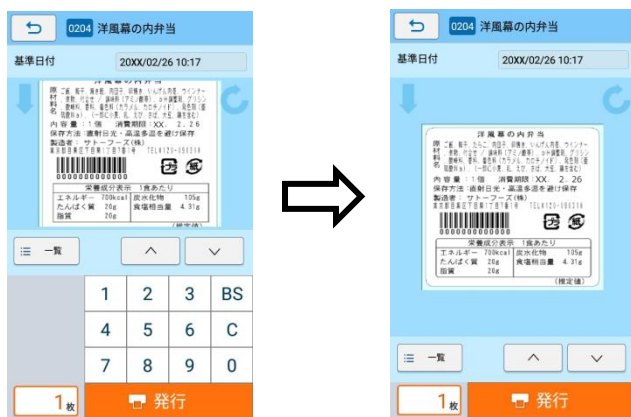 0204 洋風幕の内弁当
基準日付 20XX/02/26 10:17
洋風幕の内弁当
原材料名
内容量：1個 消費期限：XX. 2.26
保存方法：直射日光・高温多湿を避け保存
製造者：サトーフーズ(株)
0000000000000
栄養成分表示 1食あたり
エネルギー 700kcal 炭水化物 105g
たんぱく質 20g 食塩相当量 4.31g
脂質 20g
(推定値)
一覧
1 2 3 BS
4 5 6 C
7 8 9 0
1枚 発行
0204 洋風幕の内弁当
基準日付 20XX/02/26 10:17
洋風幕の内弁当
原材料名
内容量：1個 消費期限：XX. 2.26
保存方法：直射日光・高温多湿を避け保存
製造者：サトーフーズ(株)
0000000000000
栄養成分表示 1食あたり
エネルギー 700kcal 炭水化物 105g
たんぱく質 20g 食塩相当量 4.31g
脂質 20g
(推定値)
一覧
1枚 発行